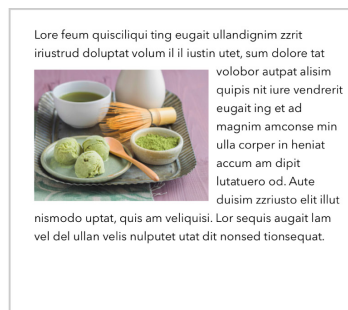 Lore feum quisciliqui ting eugait ullandignim zzrit
iriustrud doluptat volum il il iustin utet, sum dolore tat
volobor autpat alisim
quipis nit iure vendrerit
eugait ing et ad
magnim amconse min
ulla corper in heniat
accum am dipit
lutatuero od. Aute
duisim zzriusto elit illut
nismodo uptat, quis am veliquisi. Lor sequis augait lam
vel del ullan velis nulputet utat dit nonsed tionsequat.